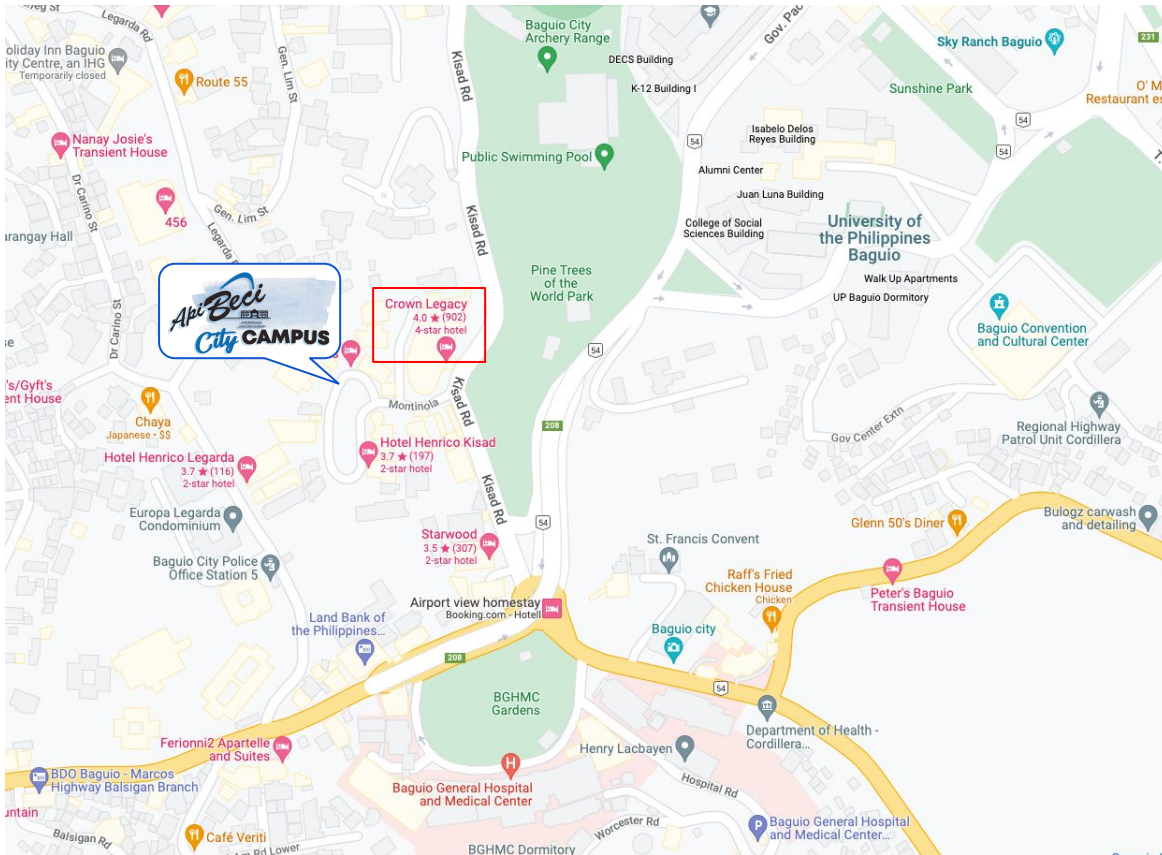 Legarda Rd
Baguio City
Archery Range
Kisad Rd
Gov. Pac
DECS Building
Sky Ranch Baguio
231
oliday Inn Baguio
ity Centre, an IHG
Temporarily closed
Gen. Lim St
Route 55
K-12 Building I
Sunshine Park
O' M
Restaurant es
54
Nanay Josie's
Transient House
Public Swimming Pool
54
Isabelo Delos
Reyes Building
54
Dr Carino St
Alumni Center
456
Gen. Lim St
Kisad Rd
Juan Luna Building
College of Social
Sciences Building
University of
the Philippines
Baguio
arangay Hall
Legarda R
Pine Trees
of the
World Park
Walk Up Apartments
UP Baguio Dormitory
Api Beci
City CAMPUS
Crown Legacy
4.0 ★ (902)
4-star hotel
Dr Carino St
Baguio Convention
and Cultural Center
54
's/Gyft's
ent House
Chaya
Japanese • $$
Montinola
Kisad Rd
208
Gov Center Extn
Regional Highway
Patrol Unit Cordillera
Hotel Henrico Kisad
3.7 ★ (197)
2-star hotel
Hotel Henrico Legarda
3.7 ★ (116)
2-star hotel
Kisad Rd
Europa Legarda
Condominium
54
Glenn 50's Diner
Bulogz carwash
and detailing
Starwood
3.5 ★ (307)
2-star hotel
St. Francis Convent
Baguio City Police
Office Station 5
Raff's Fried
Chicken House
Chicken
Peter's Baguio
Transient House
Airport view homestay
Booking.com - Hotell
Land Bank of
the Philippines...
Baguio city
208
54
BGHMC
Gardens
Department of Health -
Cordillera...
Ferionni2 Apartelle
and Suites
Henry Lacbayen
BDO Baguio - Marcos
Highway Balsigan Branch
Baguio General Hospital
and Medical Center
Hospital Rd
untain
Balsigan Rd
Café Veriti
Worcester Rd
Baguio General Hospital
and Medical Center...
Rd Lower
BGHMC Dormitory